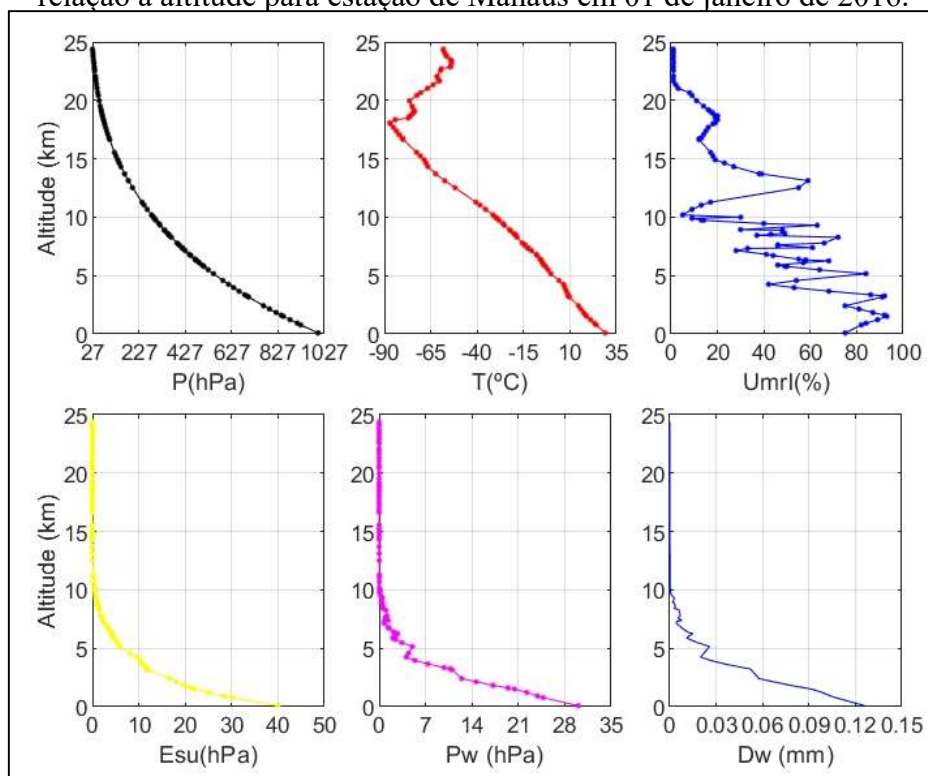 relação à altitude para estação de Manaus em 01 de janeiro de 2016.
25
20
15
10
5
0
Altitude (km)
27 227 427 627 827 1027
P(hPa)
25
20
15
10
5
0
-90 -65 -40 -15 10 35
T(ºC)
25
20
15
10
5
0
0 20 40 60 80 100
Umrl(%)
25
20
15
10
5
0
Altitude (km)
0 10 20 30 40 50
Esu(hPa)
25
20
15
10
5
0
0 7 14 21 28 35
Pw (hPa)
25
20
15
10
5
0
0 0.03 0.06 0.09 0.12 0.15
Dw (mm)